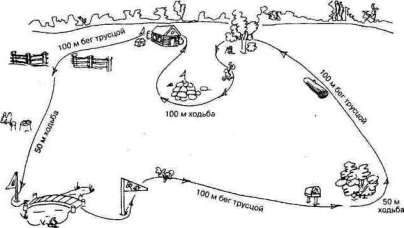 100 м бег трусцой
100 м ходьба
100 м бег трусцой
50 м ходьба
100 м бег трусцой
50 м
ходьба